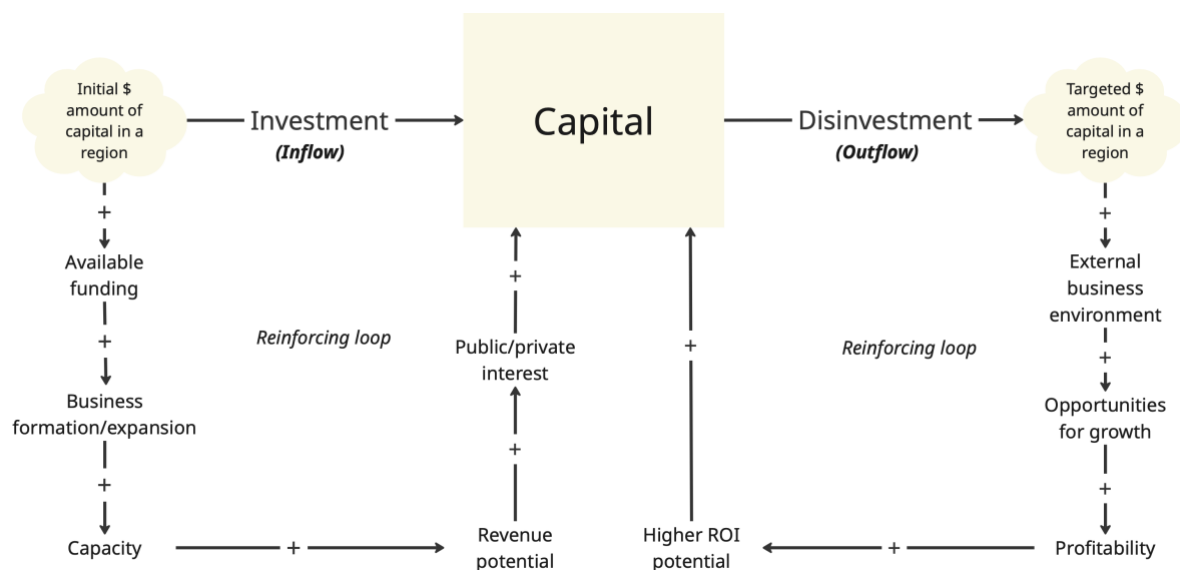 Initial $
amount of
capital in a
region
Investment
(Inflow)
Capital
Disinvestment
(Outflow)
Targeted $
amount of
capital in a
region
+
Available
funding
+
Business
formation/expansion
+
Capacity
+
Revenue
potential
+
Public/private
interest
+
Reinforcing loop
+
External
business
environment
+
Opportunities
for growth
+
Profitability
+
Higher ROI
potential
+
Reinforcing loop